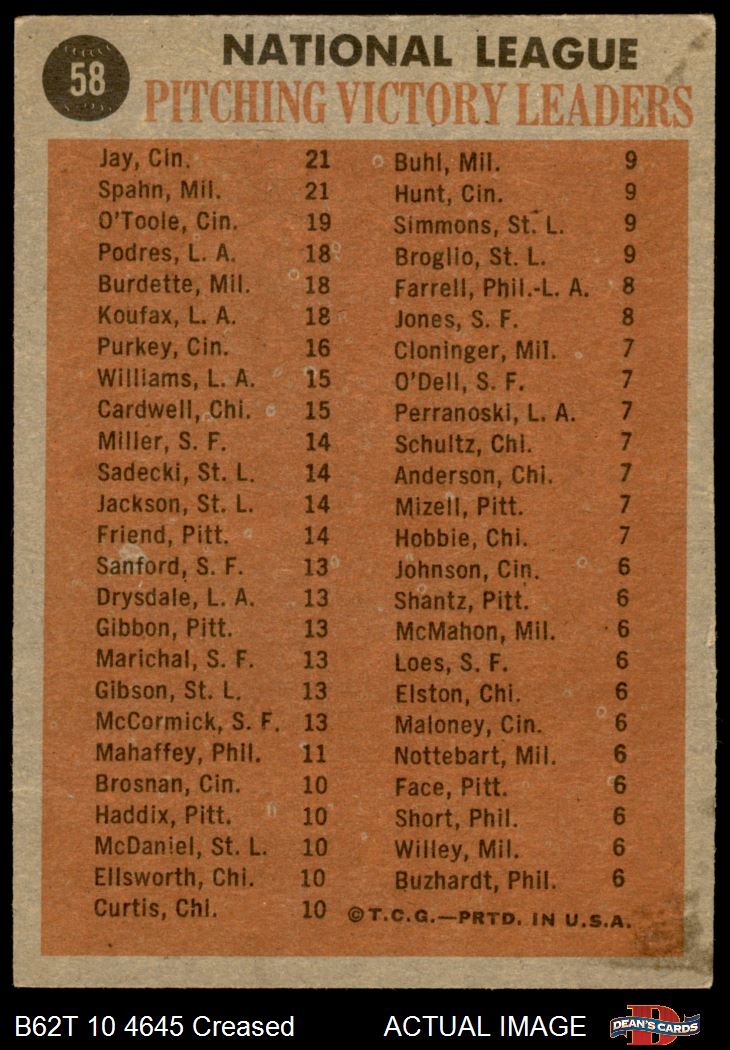 58
NATIONAL LEAGUE
PITCHING VICTORY LEADERS
Jay, Cin. 21
Spahn, Mil. 21
O'Toole, Cin. 19
Podres, L. A. 18
Burdette, Mil. 18
Koufax, L. A. 18
Purkey, Cin. 16
Williams, L. A. 15
Cardwell, Chi. 15
Miller, S. F. 14
Sadecki, St. L. 14
Jackson, St. L. 14
Friend, Pitt. 14
Sanford, S. F. 13
Drysdale, L. A. 13
Gibbon, Pitt. 13
Marichal, S. F. 13
Gibson, St. L. 13
McCormick, S. F. 13
Mahaffey, Phil. 11
Brosnan, Cin. 10
Haddix, Pitt. 10
McDaniel, St. L. 10
Ellsworth, Chi. 10
Curtis, Chi. 10
Buhl, Mil. 9
Hunt, Cin. 9
Simmons, St. L. 9
Broglio, St. L. 9
Farrell, Phil.-L. A. 8
Jones, S. F. 8
Cloninger, Mil. 7
O'Dell, S. F. 7
Perranoski, L. A. 7
Schultz, Chi. 7
Anderson, Chi. 7
Mizell, Pitt. 7
Hobbie, Chi. 7
Johnson, Cin. 6
Shantz, Pitt. 6
McMahon, Mil. 6
Loes, S. F. 6
Elston, Chi. 6
Maloney, Cin. 6
Nottebart, Mil. 6
Face, Pitt. 6
Short, Phil. 6
Willey, Mil. 6
Buzhardt, Phil. 6
©T.C.G.—PRTD. IN U.S.A.
B62T 10 4645 Creased ACTUAL IMAGE
DEAN'S CARDS